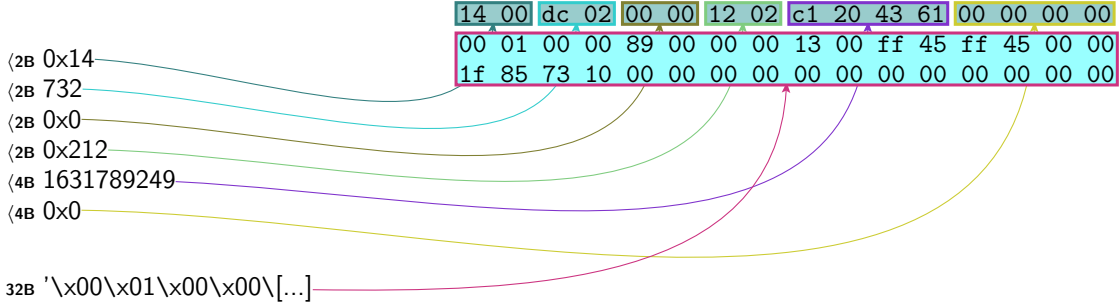 14 00 dc 02 00 00 12 02 c1 20 43 61 00 00 00 00
00 01 00 00 89 00 00 00 13 00 ff 45 ff 45 00 00
1f 85 73 10 00 00 00 00 00 00 00 00 00 00 00 00
⟨2B 0x14
⟨2B 732
⟨2B 0x0
⟨2B 0x212
⟨4B 1631789249
⟨4B 0x0
32B '\x00\x01\x00\x00\[...]